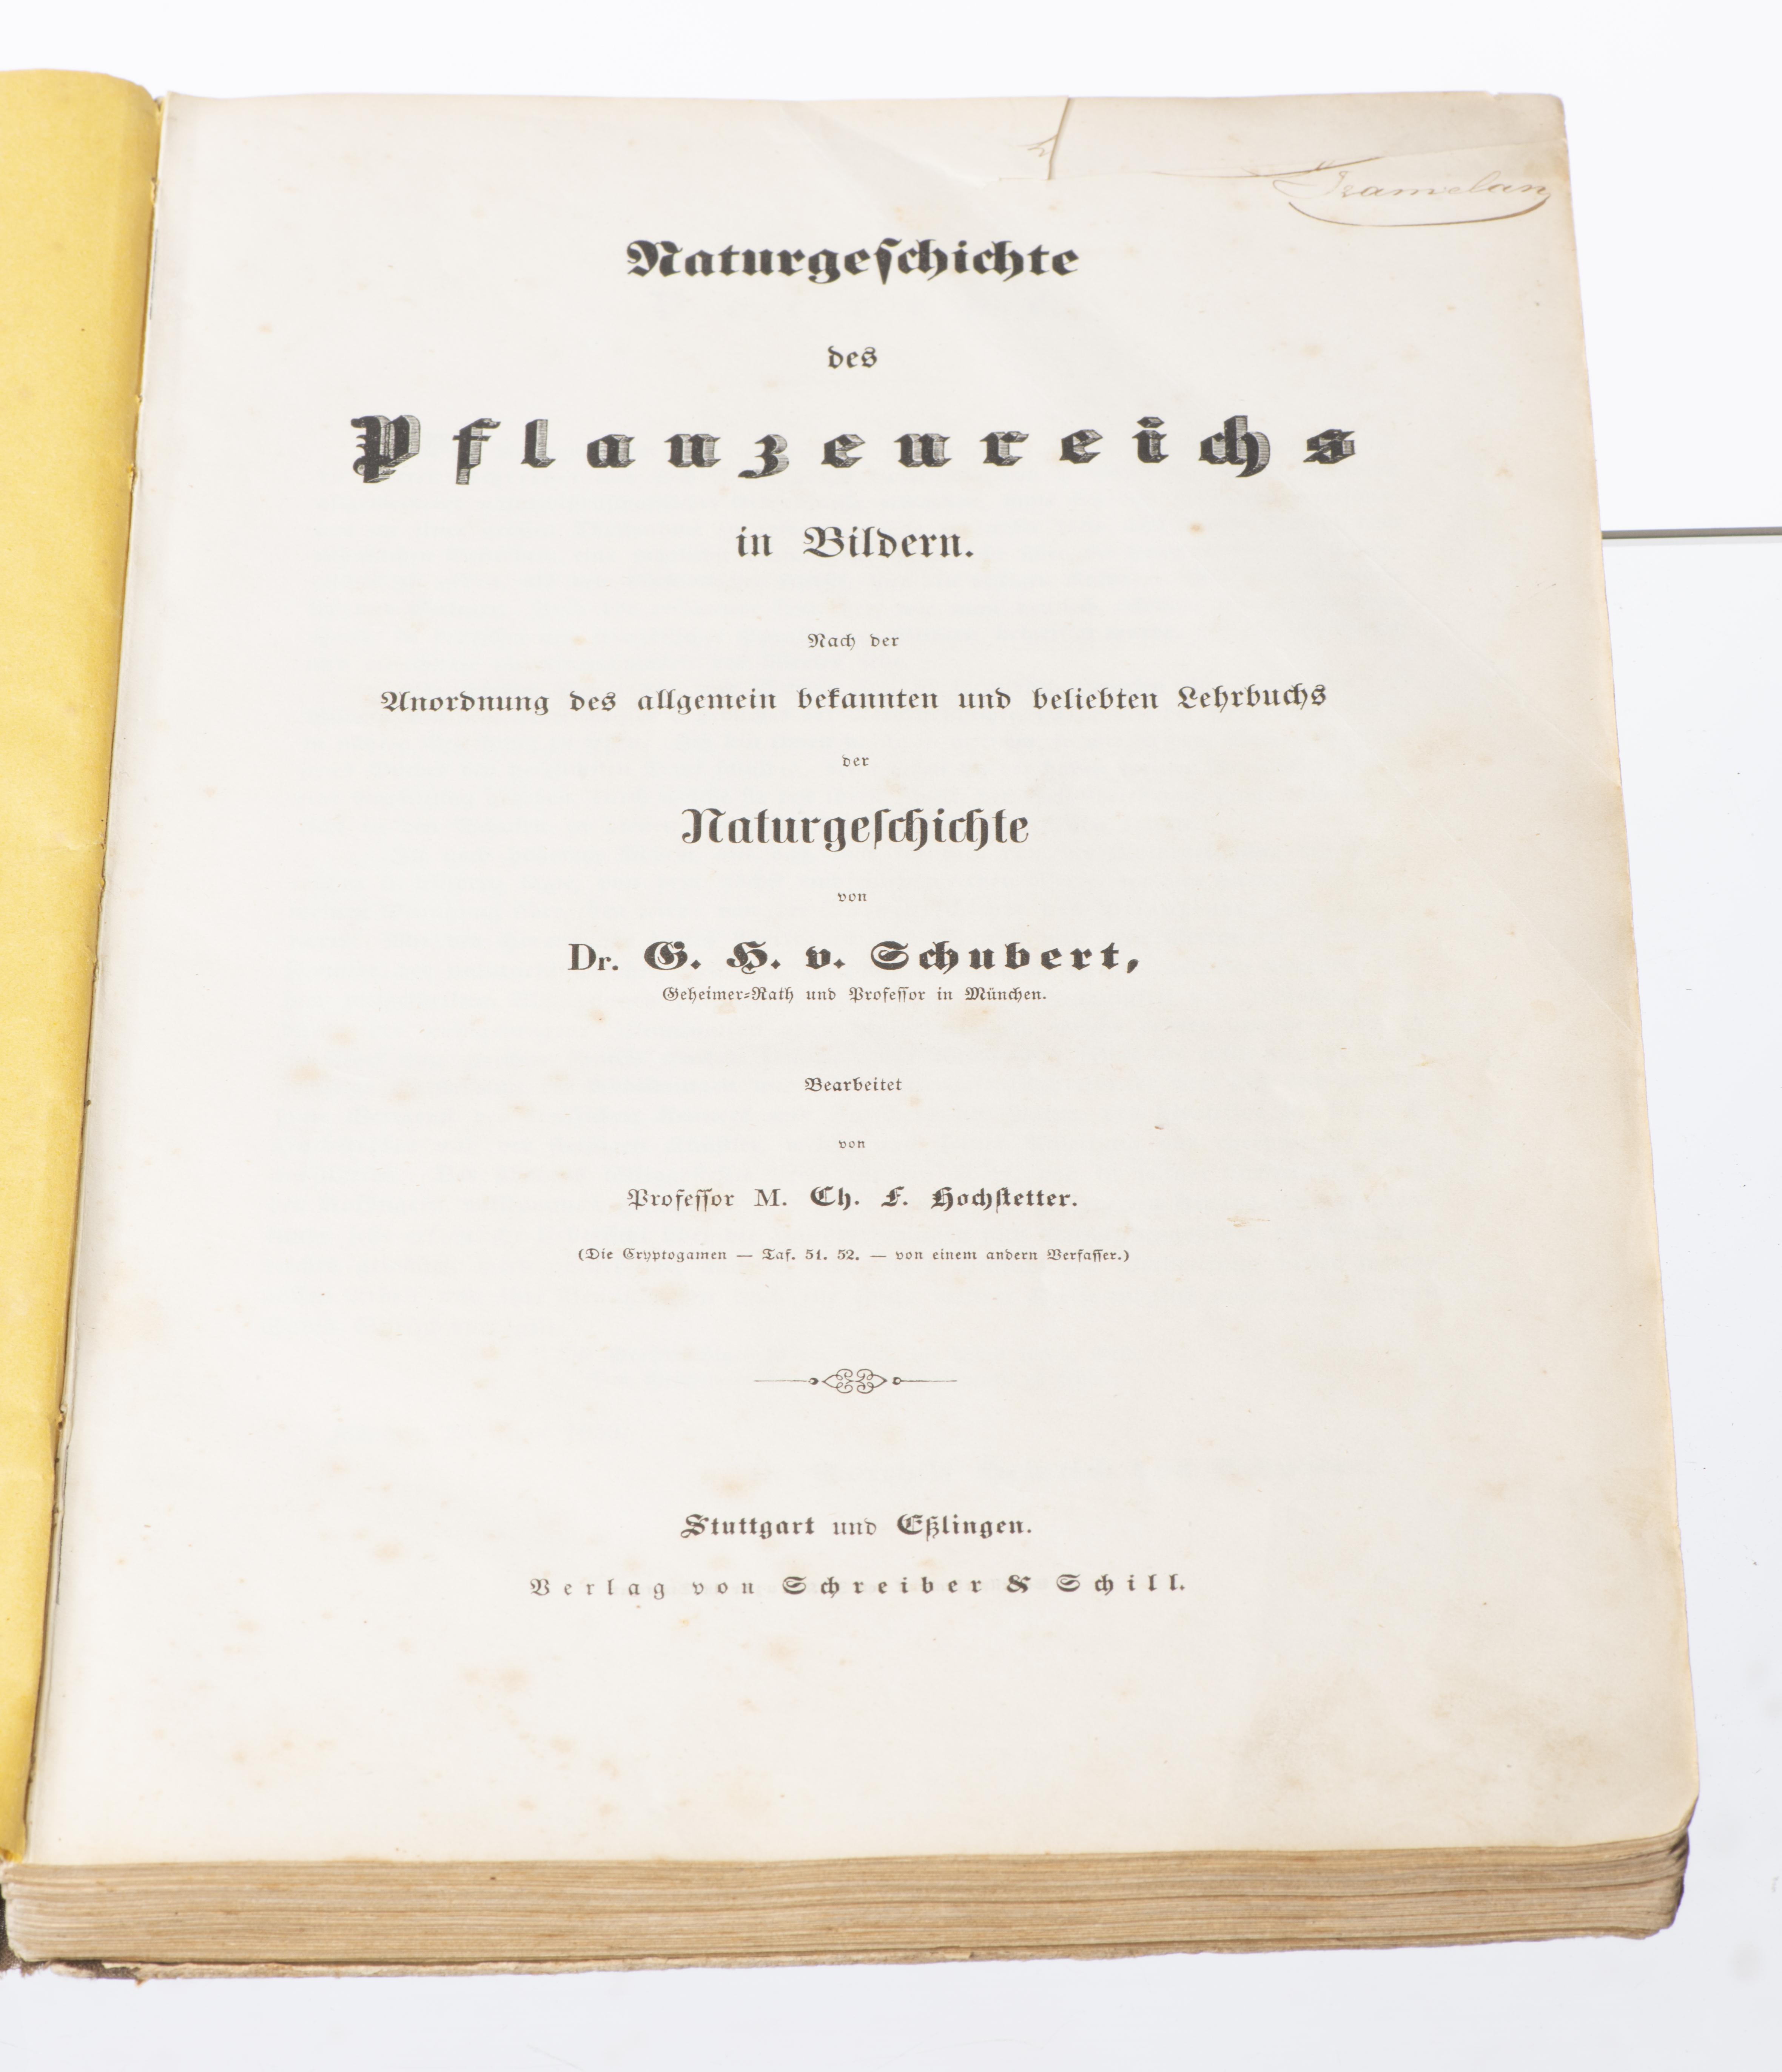 Tramelan
Naturgeschichte
des
Pflanzenreichs
in Bildern.
Nach der
Anordnung des allgemein bekannten und beliebten Lehrbuchs
der
Naturgeschichte
von
Dr. G. H. v. Schubert,
Geheimer-Rath und Professor in München.
Bearbeitet
von
Professor M. Ch. F. Hochstetter.
(Die Cryptogamen — Taf. 51. 52. — von einem andern Verfasser.)
Stuttgart und Eßlingen.
Verlag von Schreiber & Schill.